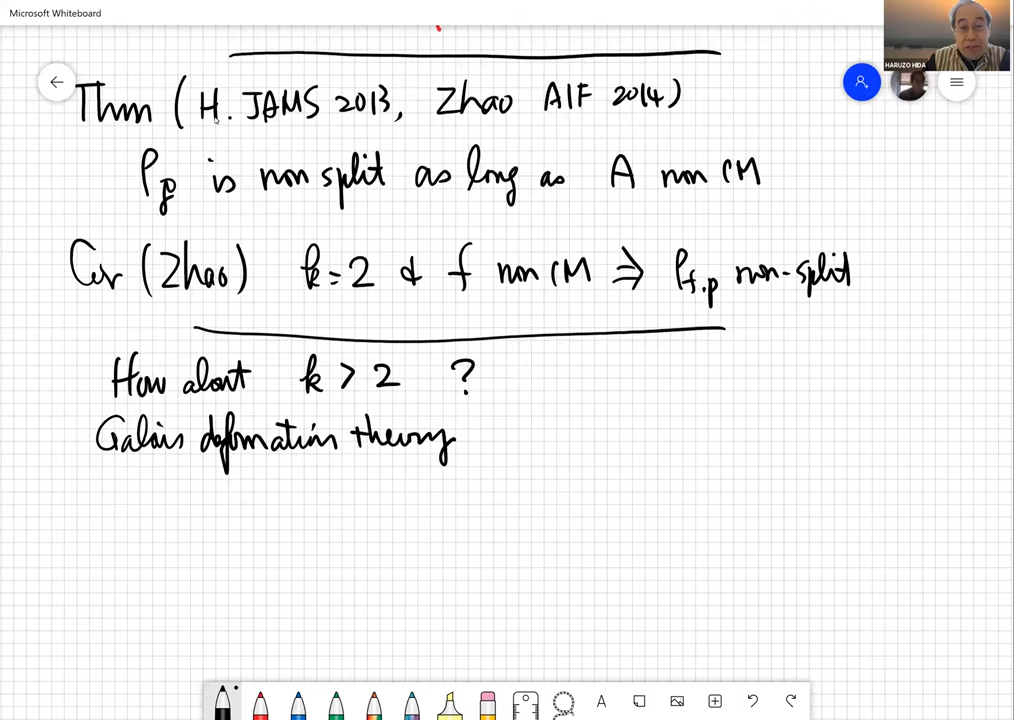 Microsoft Whiteboard
HARUZO HIDA
Thm (H. JAMS 2013, Zhao AIF 2014)
ρ_𝔭 is non split as long as A non CM
Cor (Zhao) k=2 & f non CM ⇒ ρ_{f,p} non-split
How about k > 2 ?
Galois deformation theory
A